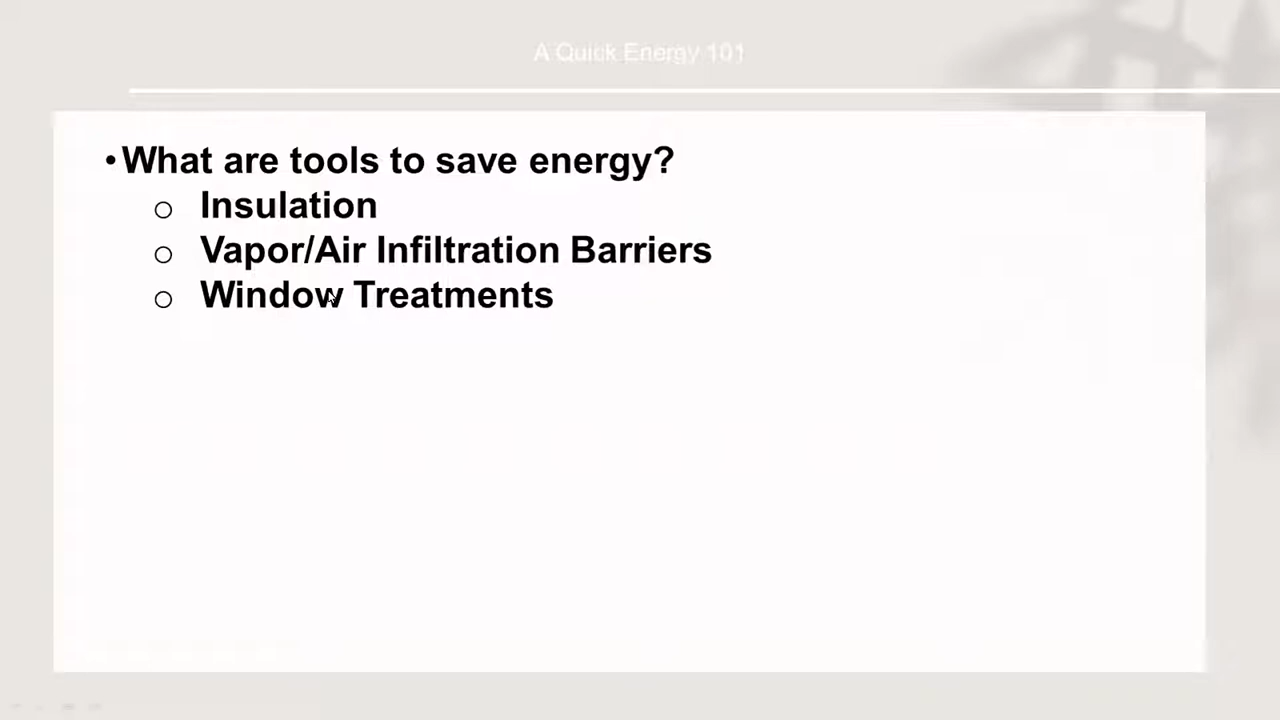 A Quick Energy 101
•What are tools to save energy?
o Insulation
o Vapor/Air Infiltration Barriers
o Window Treatments